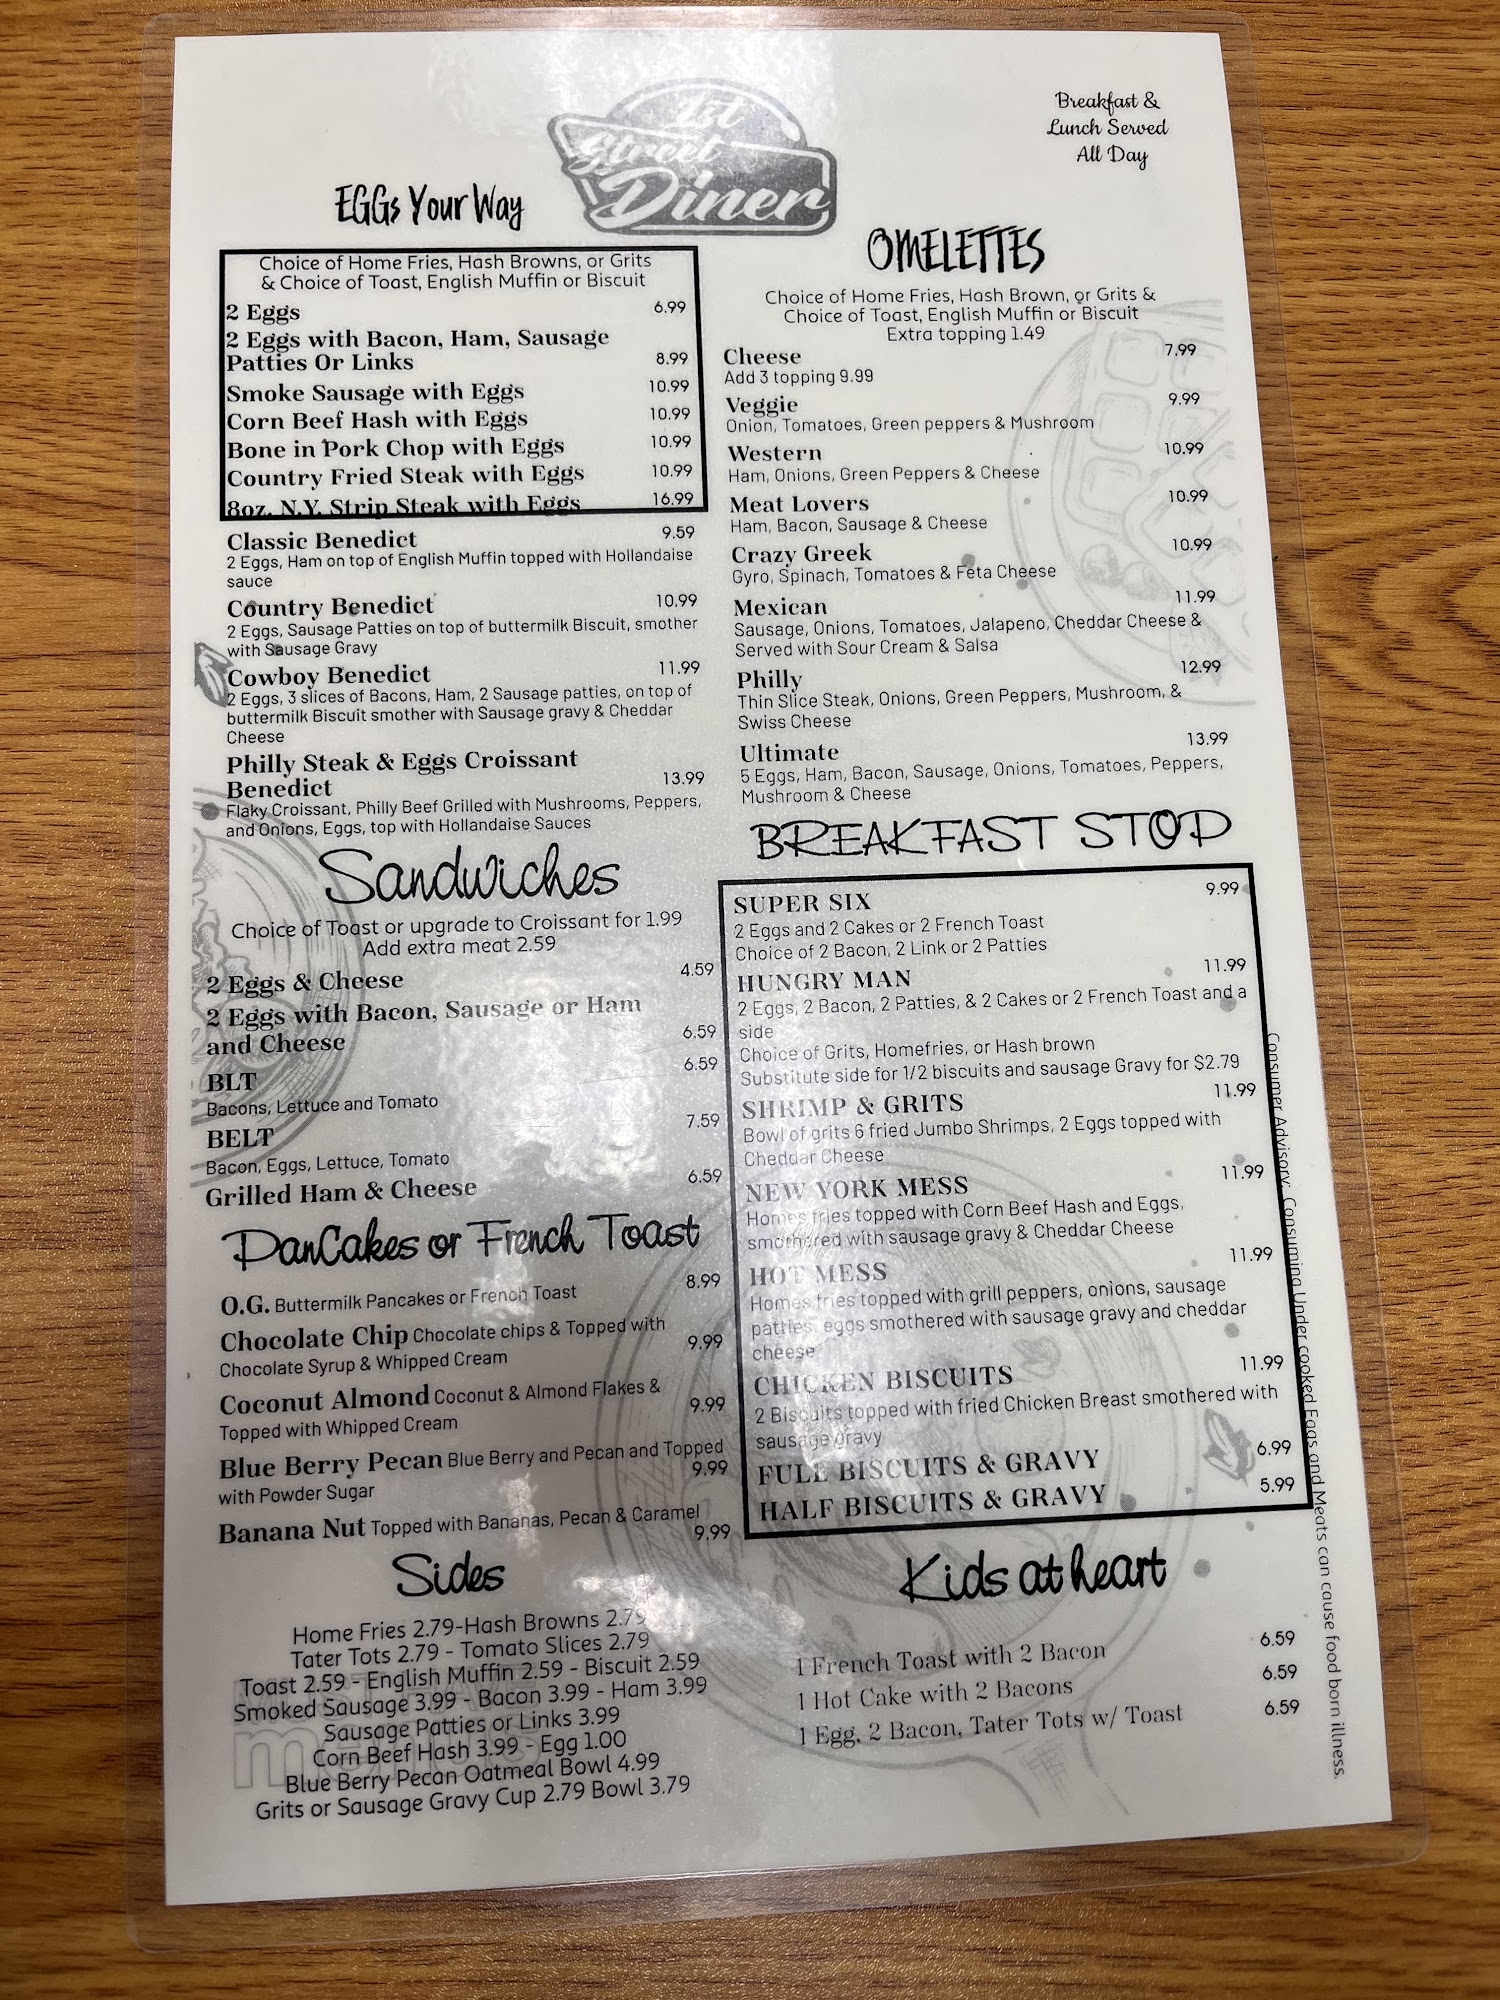 1st
Street
Diner
Breakfast &
Lunch Served
All Day
EGGs Your Way
Choice of Home Fries, Hash Browns, or Grits
& Choice of Toast, English Muffin or Biscuit
2 Eggs 6.99
2 Eggs with Bacon, Ham, Sausage
Patties Or Links 8.99
Smoke Sausage with Eggs 10.99
Corn Beef Hash with Eggs 10.99
Bone in Pork Chop with Eggs 10.99
Country Fried Steak with Eggs 10.99
8oz. N.Y. Strip Steak with Eggs 16.99
Classic Benedict 9.59
2 Eggs, Ham on top of English Muffin topped with Hollandaise
sauce
Country Benedict 10.99
2 Eggs, Sausage Patties on top of buttermilk Biscuit, smother
with Sausage Gravy
Cowboy Benedict 11.99
2 Eggs, 3 slices of Bacons, Ham, 2 Sausage patties, on top of
buttermilk Biscuit smother with Sausage gravy & Cheddar
Cheese
Philly Steak & Eggs Croissant
Benedict 13.99
Flaky Croissant, Philly Beef Grilled with Mushrooms, Peppers,
and Onions, Eggs, top with Hollandaise Sauces
Sandwiches
Choice of Toast or upgrade to Croissant for 1.99
Add extra meat 2.59
2 Eggs & Cheese 4.59
2 Eggs with Bacon, Sausage or Ham
and Cheese 6.59
BLT 6.59
Bacons, Lettuce and Tomato
BELT 7.59
Bacon, Eggs, Lettuce, Tomato
Grilled Ham & Cheese 6.59
PanCakes or French Toast
O.G. Buttermilk Pancakes or French Toast 8.99
Chocolate Chip Chocolate chips & Topped with
Chocolate Syrup & Whipped Cream 9.99
Coconut Almond Coconut & Almond Flakes &
Topped with Whipped Cream 9.99
Blue Berry Pecan Blue Berry and Pecan and Topped
with Powder Sugar 9.99
Banana Nut Topped with Bananas, Pecan & Caramel
9.99
Sides
Home Fries 2.79-Hash Browns 2.79
Tater Tots 2.79 - Tomato Slices 2.79
Toast 2.59 - English Muffin 2.59 - Biscuit 2.59
Smoked Sausage 3.99 - Bacon 3.99 - Ham 3.99
Sausage Patties or Links 3.99
Corn Beef Hash 3.99 - Egg 1.00
Blue Berry Pecan Oatmeal Bowl 4.99
Grits or Sausage Gravy Cup 2.79 Bowl 3.79
OMELETTES
Choice of Home Fries, Hash Brown, or Grits &
Choice of Toast, English Muffin or Biscuit
Extra topping 1.49
Cheese 7.99
Add 3 topping 9.99
Veggie 9.99
Onion, Tomatoes, Green peppers & Mushroom
Western 10.99
Ham, Onions, Green Peppers & Cheese
Meat Lovers 10.99
Ham, Bacon, Sausage & Cheese
Crazy Greek 10.99
Gyro, Spinach, Tomatoes & Feta Cheese
Mexican 11.99
Sausage, Onions, Tomatoes, Jalapeno, Cheddar Cheese &
Served with Sour Cream & Salsa
Philly 12.99
Thin Slice Steak, Onions, Green Peppers, Mushroom, &
Swiss Cheese
Ultimate 13.99
5 Eggs, Ham, Bacon, Sausage, Onions, Tomatoes, Peppers,
Mushroom & Cheese
BREAKFAST STOP
SUPER SIX 9.99
2 Eggs and 2 Cakes or 2 French Toast
Choice of 2 Bacon, 2 Link or 2 Patties
HUNGRY MAN 11.99
2 Eggs, 2 Bacon, 2 Patties, & 2 Cakes or 2 French Toast and a
side
Choice of Grits, Homefries, or Hash brown
Substitute side for 1/2 biscuits and sausage Gravy for $2.79
SHRIMP & GRITS 11.99
Bowl of grits 6 fried Jumbo Shrimps, 2 Eggs topped with
Cheddar Cheese
NEW YORK MESS 11.99
Homes fries topped with Corn Beef Hash and Eggs,
smothered with sausage gravy & Cheddar Cheese
HOT MESS 11.99
Homes fries topped with grill peppers, onions, sausage
patties, eggs smothered with sausage gravy and cheddar
cheese
CHICKEN BISCUITS 11.99
2 Biscuits topped with fried Chicken Breast smothered with
sausage gravy
FULL BISCUITS & GRAVY 6.99
HALF BISCUITS & GRAVY 5.99
Kids at heart
1 French Toast with 2 Bacon 6.59
1 Hot Cake with 2 Bacons 6.59
1 Egg, 2 Bacon, Tater Tots w/ Toast 6.59
Consumer Advisory: Consuming Under cooked Eggs and Meats can cause food born illness.